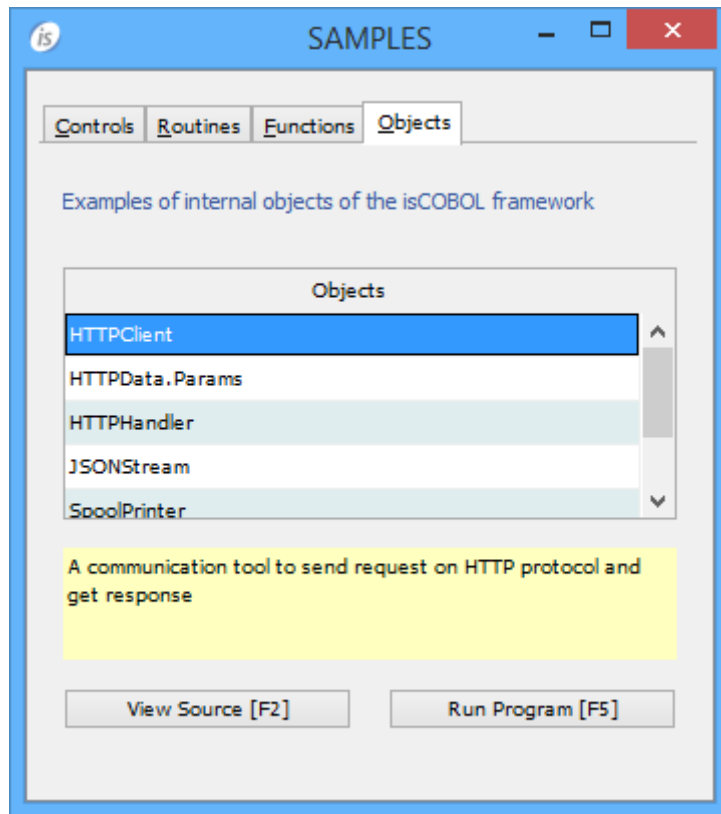 is
SAMPLES
Controls Routines Functions Objects
Examples of internal objects of the isCOBOL framework
Objects
HTTPClient
HTTPData.Params
HTTPHandler
JSONStream
SpoolPrinter
A communication tool to send request on HTTP protocol and
get response
View Source [F2] Run Program [F5]